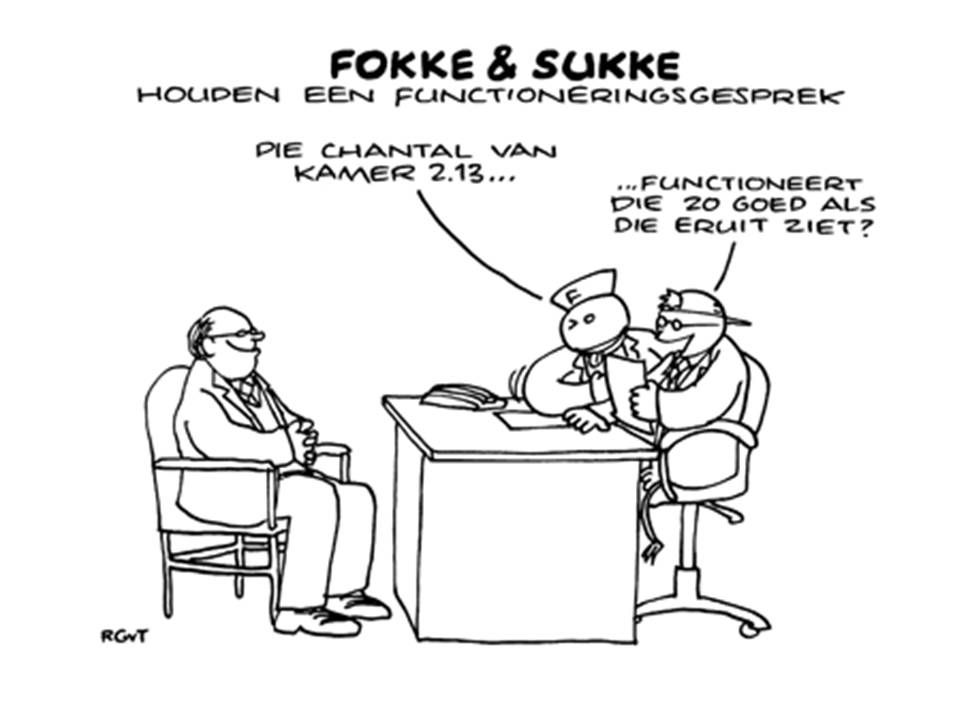 FOKKE & SUKKE
HOUDEN EEN FUNCTIONERINGSGESPREK
DIE CHANTAL VAN
KAMER 2.13...
...FUNCTIONEERT
DIE ZO GOED ALS
DIE ERUIT ZIET?
F
RGvT